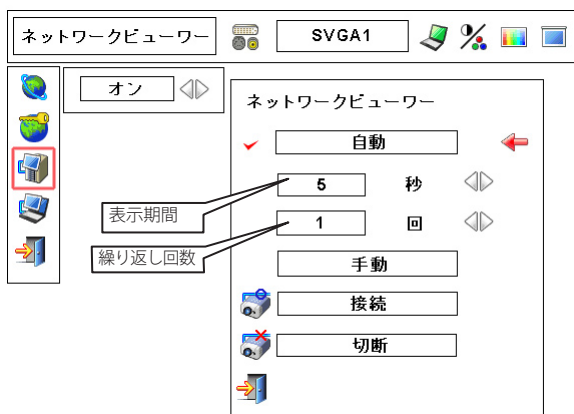 ネットワークビューワー
SVGA1
オン
ネットワークビューワー
自動
5 秒
表示期間
1 回
繰り返し回数
手動
接続
切断